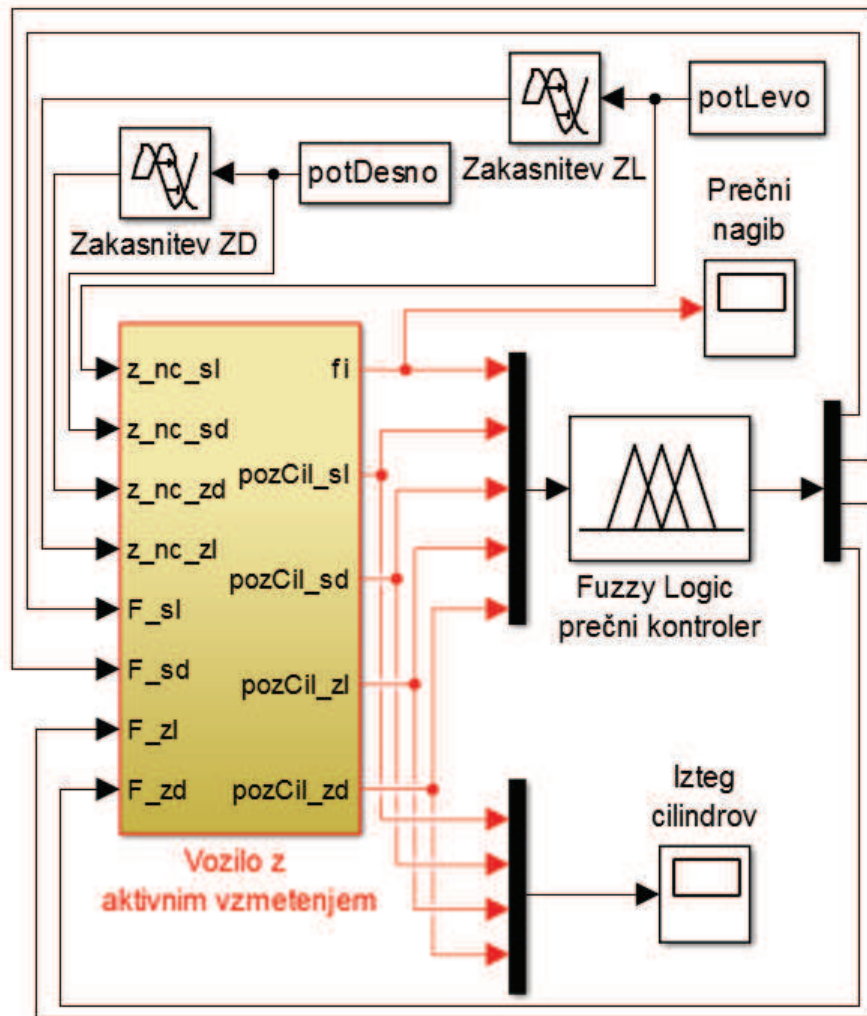 potLevo
Zakasnitev ZL
potDesno
Zakasnitev ZD
Prečni
nagib
z_nc_sl
z_nc_sd
z_nc_zd
z_nc_zl
F_sl
F_sd
F_zl
F_zd
fi
pozCil_sl
pozCil_sd
pozCil_zl
pozCil_zd
Vozilo z
aktivnim vzmetenjem
Fuzzy Logic
prečni kontroler
Izteg
cilindrov